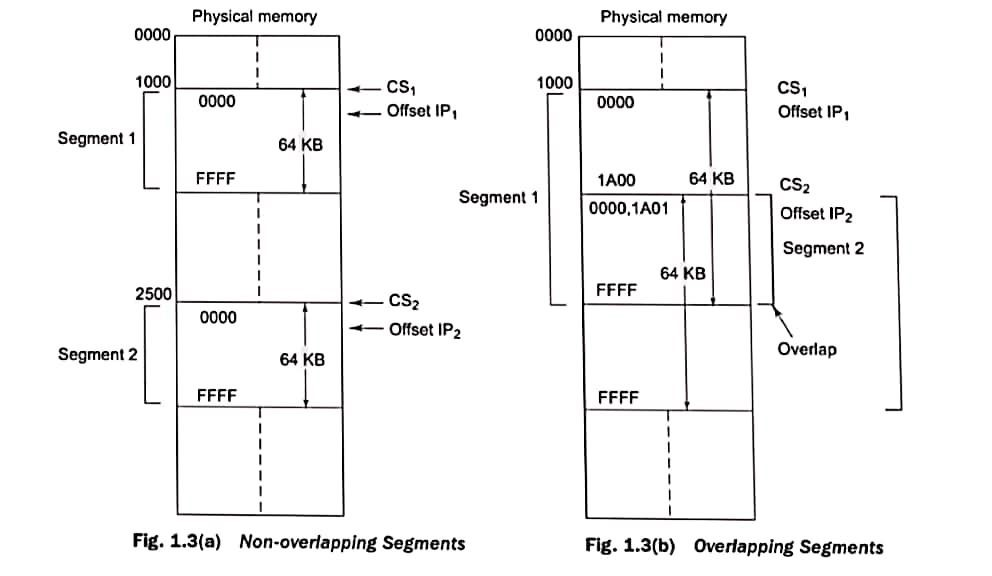 Physical memory
0000
1000
0000
CS₁
Offset IP₁
Segment 1
64 KB
FFFF
2500
0000
CS₂
Offset IP₂
Segment 2
64 KB
FFFF
Fig. 1.3(a) Non-overlapping Segments
Physical memory
0000
1000
0000
CS₁
Offset IP₁
1A00
64 KB
CS₂
Segment 1
0000,1A01
Offset IP₂
Segment 2
64 KB
FFFF
Overlap
FFFF
Fig. 1.3(b) Overlapping Segments